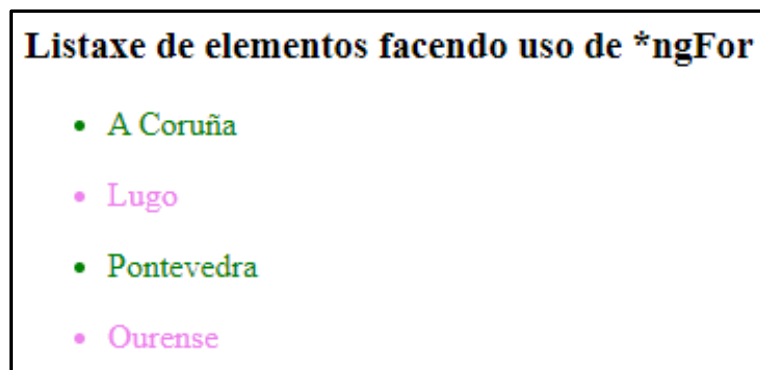 Listaxe de elementos facendo uso de *ngFor
• A Coruña
• Lugo
• Pontevedra
• Ourense